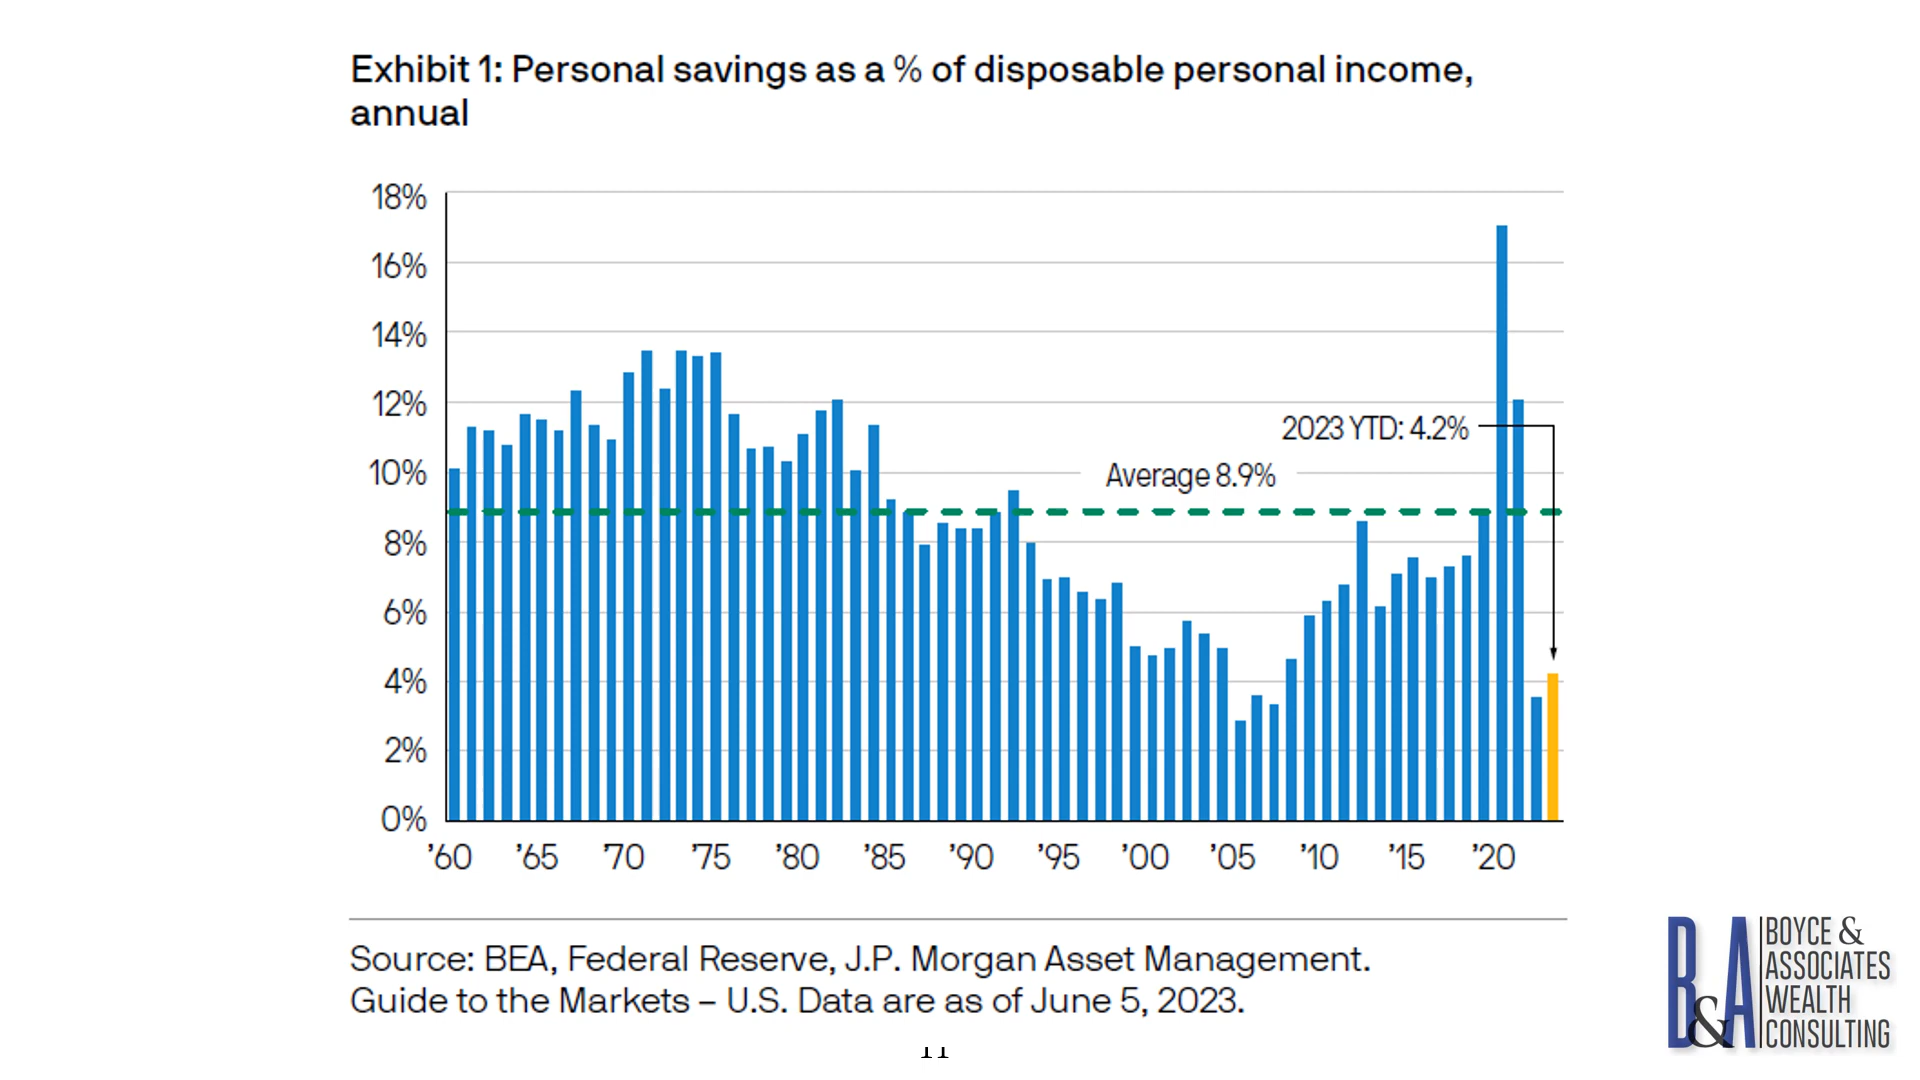 Exhibit 1: Personal savings as a % of disposable personal income,
annual
18%
16%
14%
12%
10%
8%
6%
4%
2%
0%
2023 YTD: 4.2%
Average 8.9%
’60 ’65 ’70 ’75 ’80 ’85 ’90 ’95 ’00 ’05 ’10 ’15 ’20
Source: BEA, Federal Reserve, J.P. Morgan Asset Management.
Guide to the Markets – U.S. Data are as of June 5, 2023.
11
B&A
BOYCE &
ASSOCIATES
WEALTH
CONSULTING